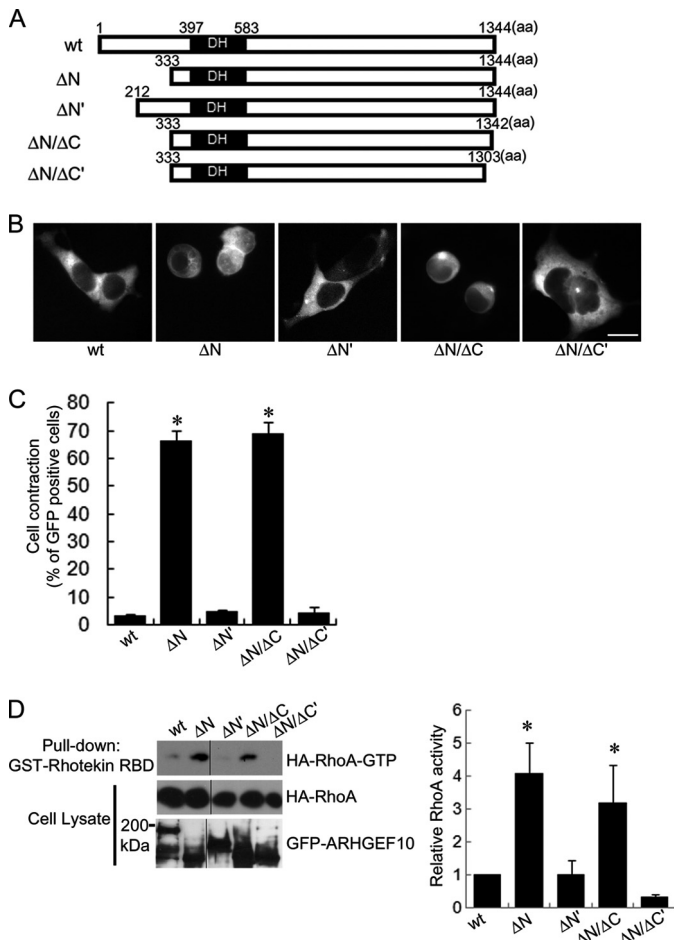 A
1 397 583 1344(aa)
wt DH
333 1344(aa)
ΔN DH
212 1344(aa)
ΔN' DH
333 1342(aa)
ΔN/ΔC DH
333 1303(aa)
ΔN/ΔC' DH
B
wt ΔN ΔN' ΔN/ΔC ΔN/ΔC'
C
Cell contraction
(% of GFP positive cells)
80
70
60
50
40
30
20
10
0
* *
wt ΔN ΔN' ΔN/ΔC ΔN/ΔC'
D
wt ΔN ΔN' ΔN/ΔC ΔN/ΔC'
Pull-down:
GST-Rhotekin RBD
HA-RhoA-GTP
Cell Lysate
HA-RhoA
200
kDa
GFP-ARHGEF10
Relative RhoA activity
6
5
4
3
2
1
0
* *
wt ΔN ΔN' ΔN/ΔC ΔN/ΔC'